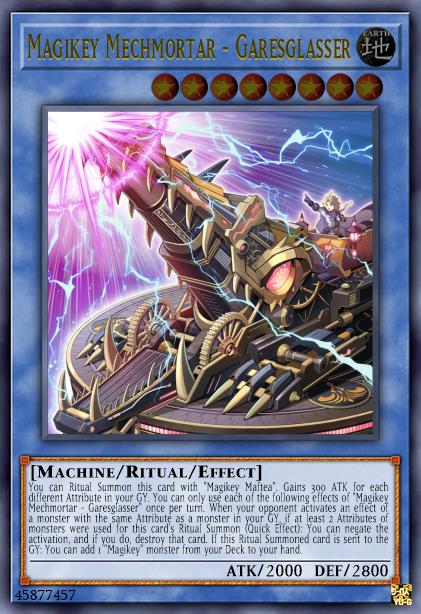 Magikey Mechmortar - Garesglasser
EARTH
地
[Machine/Ritual/Effect]
You can Ritual Summon this card with "Magikey Maftea". Gains 300 ATK for each
different Attribute in your GY. You can only use each of the following effects of "Magikey
Mechmortar - Garesglasser" once per turn. When your opponent activates an effect of
a monster with the same Attribute as a monster in your GY, if at least 2 Attributes of
monsters were used for this card's Ritual Summon (Quick Effect): You can negate the
activation, and if you do, destroy that card. If this Ritual Summoned card is sent to the
GY: You can add 1 "Magikey" monster from your Deck to your hand.
ATK/2000 DEF/2800
45877457